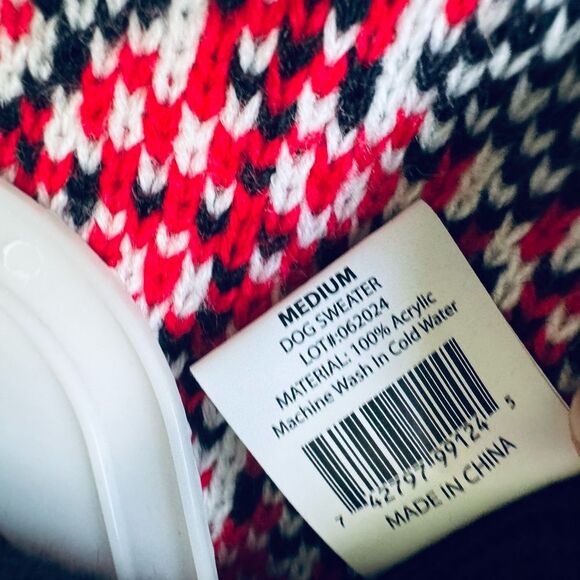 MEDIUM
DOG SWEATER
LOT#:062024
MATERIAL: 100% Acrylic
Machine Wash In Cold Water
7 42797 99124 5
MADE IN CHINA